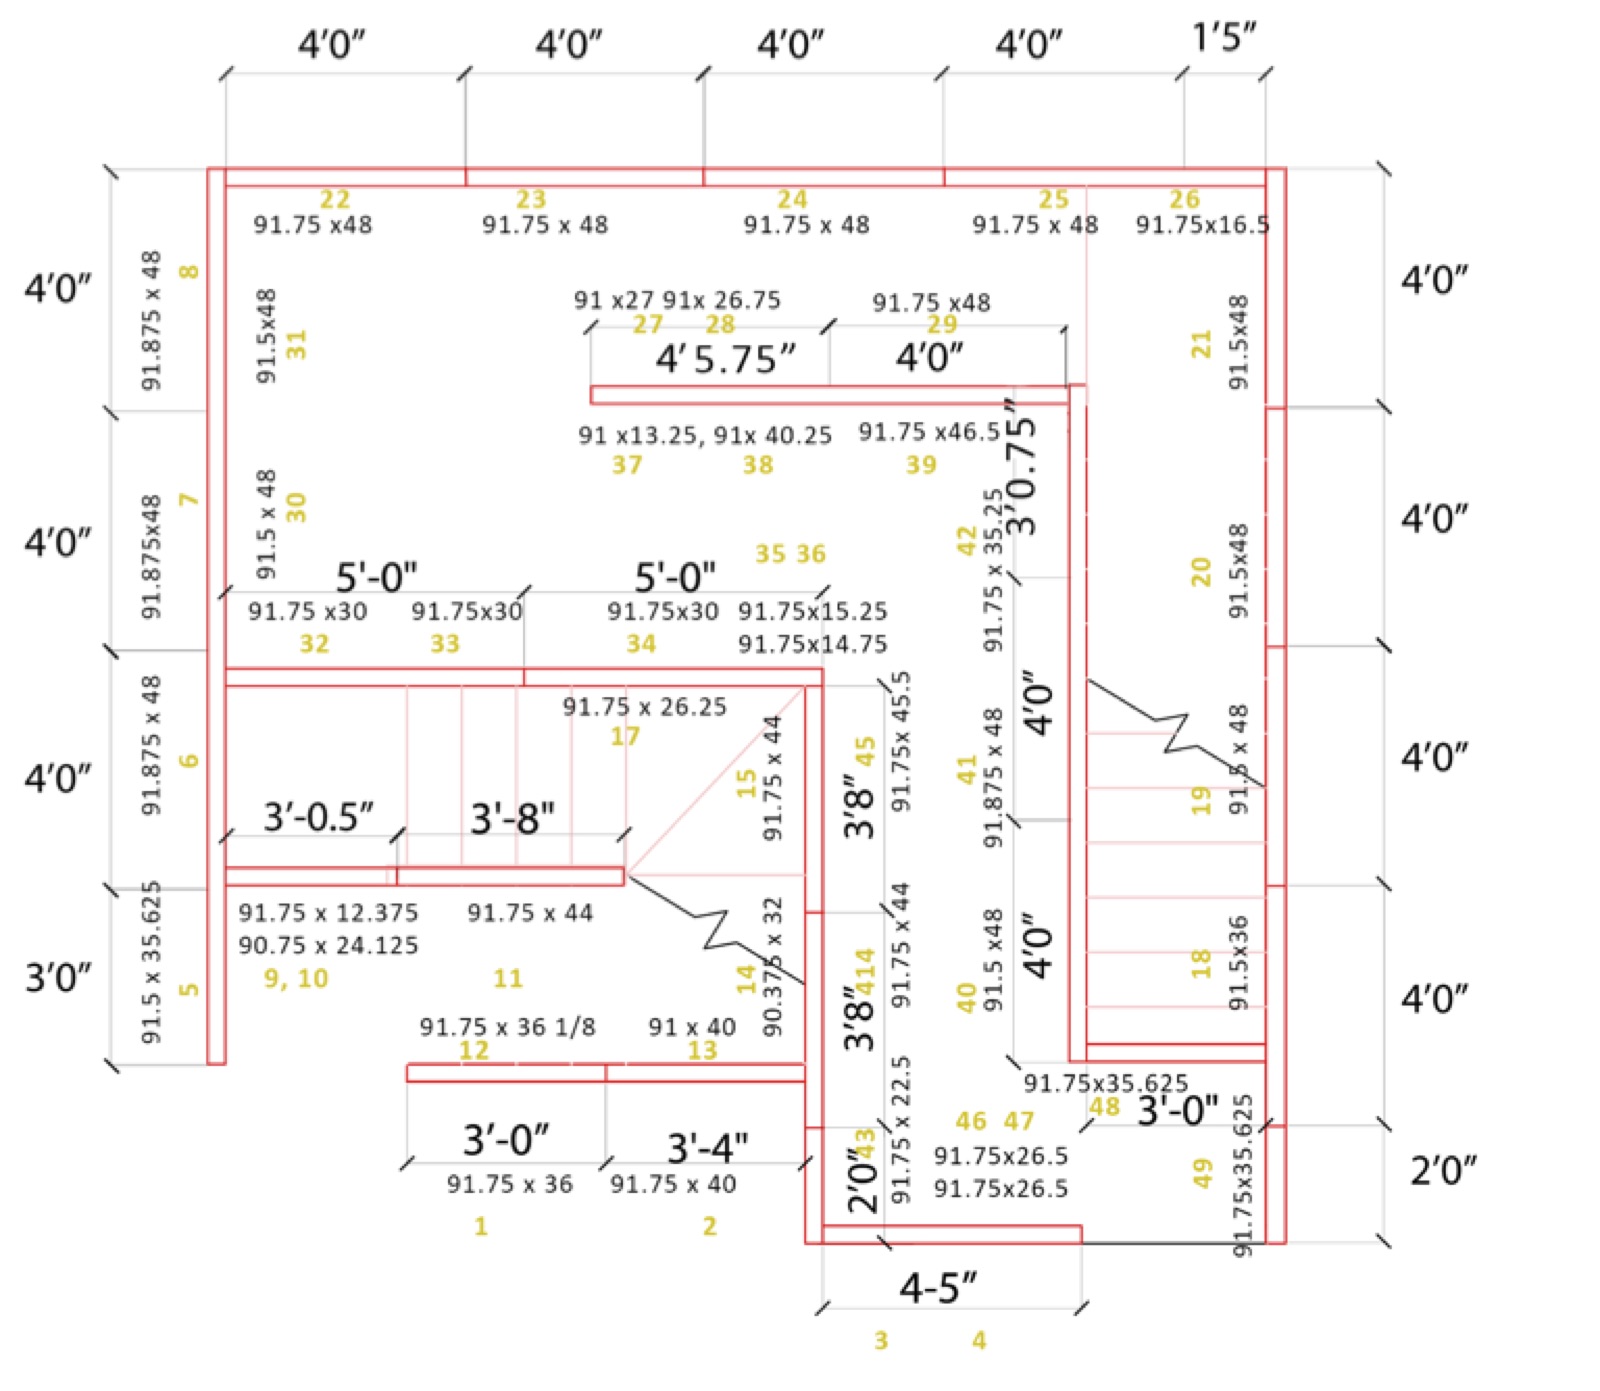 4'0” 4'0” 4'0” 4'0” 1'5”
22 23 24 25 26
91.75 x48 91.75 x 48 91.75 x 48 91.75 x 48 91.75x16.5
4'0”
91.875 x 48
8
91.5x48
31
91 x27 91x 26.75 91.75 x48
27 28 29
4' 5.75” 4'0”
21
91.5x48
4'0”
91 x13.25, 91x 40.25 91.75 x46.5
37 38 39
3'0.75”
4'0”
91.875x48
7
91.5 x 48
30
35 36
42
91.75 x 35.25
20
91.5x48
4'0”
5'-0" 5'-0"
91.75 x30 91.75x30 91.75x30 91.75x15.25
32 33 34 91.75x14.75
4'0”
91.875 x 48
6
91.75 x 26.25
17
15
91.75 x 44
45
3'8”
91.75x 45.5
41
91.875 x 48
4'0”
19
91.5 x 48
4'0”
3'-0.5” 3'-8"
3'0”
91.5 x 35.625
5
91.75 x 12.375 91.75 x 44
90.75 x 24.125
9, 10 11
14
90.375 x 32
414
3'8”
91.75 x 44
40
91.5 x48
4'0”
18
91.5x36
4'0”
91.75 x 36 1/8 91 x 40
12 13
91.75x35.625
48 3'-0"
3'-0” 3'-4"
91.75 x 36 91.75 x 40
1 2
43
2'0”
91.75 x 22.5
46 47
91.75x26.5
91.75x26.5
49
91.75x35.625
2'0”
4-5”
3 4